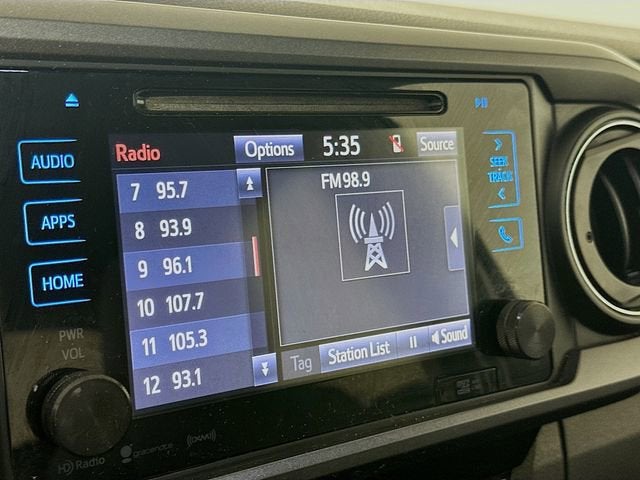 AUDIO
APPS
HOME
PWR
VOL
Radio
Options
5:35
Source
7 95.7
8 93.9
9 96.1
10 107.7
11 105.3
12 93.1
FM 98.9
Tag
Station List
Sound
SEEK
TRACK
HD Radio gracenote